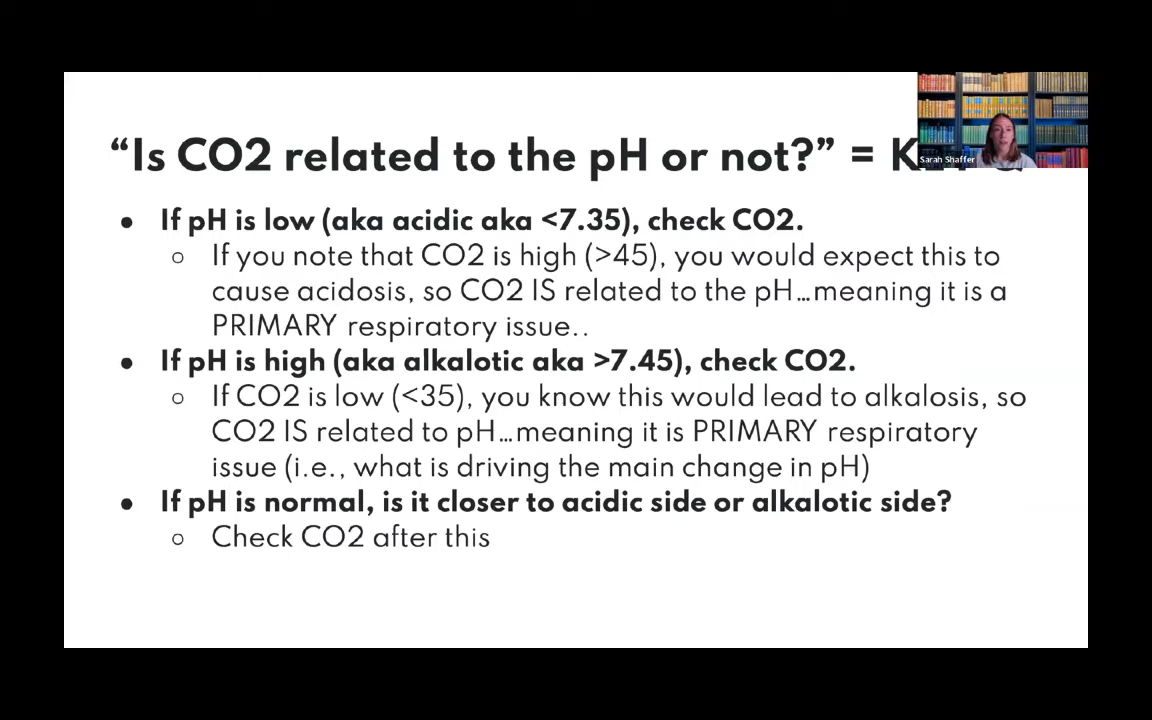 “Is CO2 related to the pH or not?” = K
Sarah Shaffer
● If pH is low (aka acidic aka <7.35), check CO2.
○ If you note that CO2 is high (>45), you would expect this to
cause acidosis, so CO2 IS related to the pH...meaning it is a
PRIMARY respiratory issue..
● If pH is high (aka alkalotic aka >7.45), check CO2.
○ If CO2 is low (<35), you know this would lead to alkalosis, so
CO2 IS related to pH...meaning it is PRIMARY respiratory
issue (i.e., what is driving the main change in pH)
● If pH is normal, is it closer to acidic side or alkalotic side?
○ Check CO2 after this